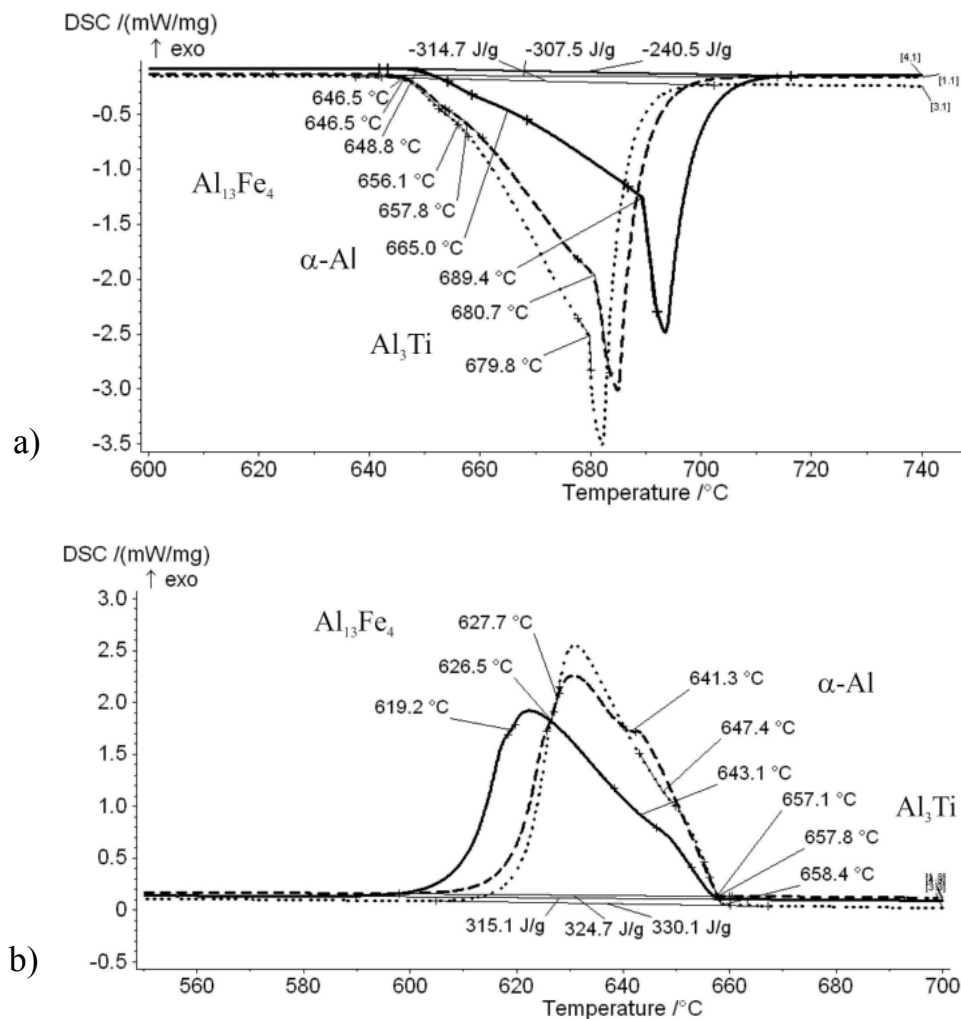 DSC /(mW/mg)
↑ exo
-314.7 J/g
-307.5 J/g
-240.5 J/g
[4.1]
[1.1]
[3.1]
-0.5
-1.0
-1.5
-2.0
-2.5
-3.0
-3.5
646.5 °C
646.5 °C
648.8 °C
656.1 °C
657.8 °C
665.0 °C
689.4 °C
680.7 °C
679.8 °C
Al₁₃Fe₄
α-Al
Al₃Ti
a)
600 620 640 660 680 700 720 740
Temperature /°C
DSC /(mW/mg)
↑ exo
3.0
2.5
2.0
1.5
1.0
0.5
0
-0.5
Al₁₃Fe₄
627.7 °C
626.5 °C
619.2 °C
641.3 °C
α-Al
647.4 °C
643.1 °C
Al₃Ti
657.1 °C
657.8 °C
658.4 °C
315.1 J/g
324.7 J/g
330.1 J/g
b)
560 580 600 620 640 660 680 700
Temperature /°C